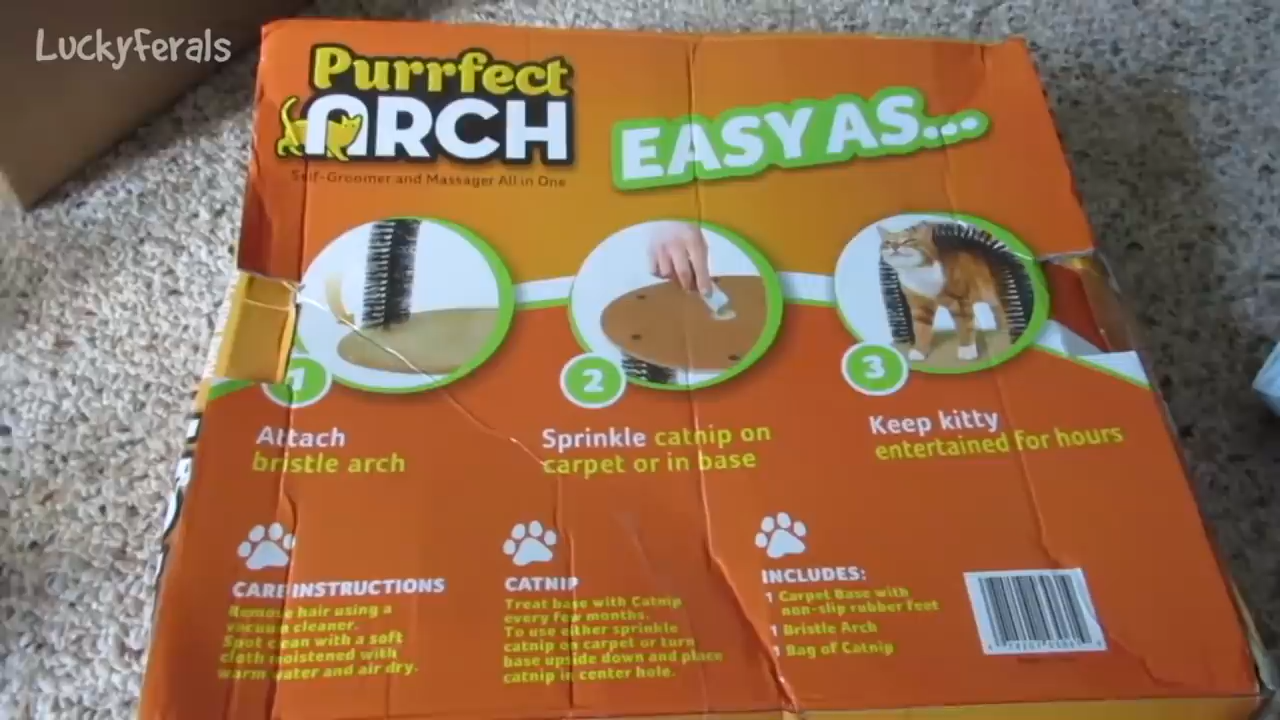 LuckyFerals
Purrfect
ARCH
Self-Groomer and Massager All in One
EASY AS...
1
Attach
bristle arch
2
Sprinkle catnip on
carpet or in base
3
Keep kitty
entertained for hours
CARE INSTRUCTIONS
Remove hair using a
vacuum cleaner.
Spot clean with a soft
cloth moistened with
warm water and air dry.
CATNIP
Treat base with Catnip
every few months.
To use either sprinkle
catnip on carpet or turn
base upside down and place
catnip in center hole.
INCLUDES:
1 Carpet Base with
non-slip rubber feet
1 Bristle Arch
1 Bag of Catnip